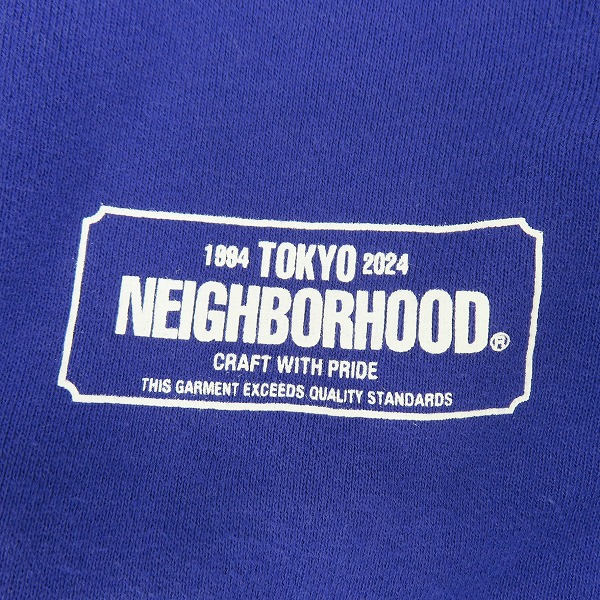 1994 TOKYO 2024
NEIGHBORHOOD.®
CRAFT WITH PRIDE
THIS GARMENT EXCEEDS QUALITY STANDARDS